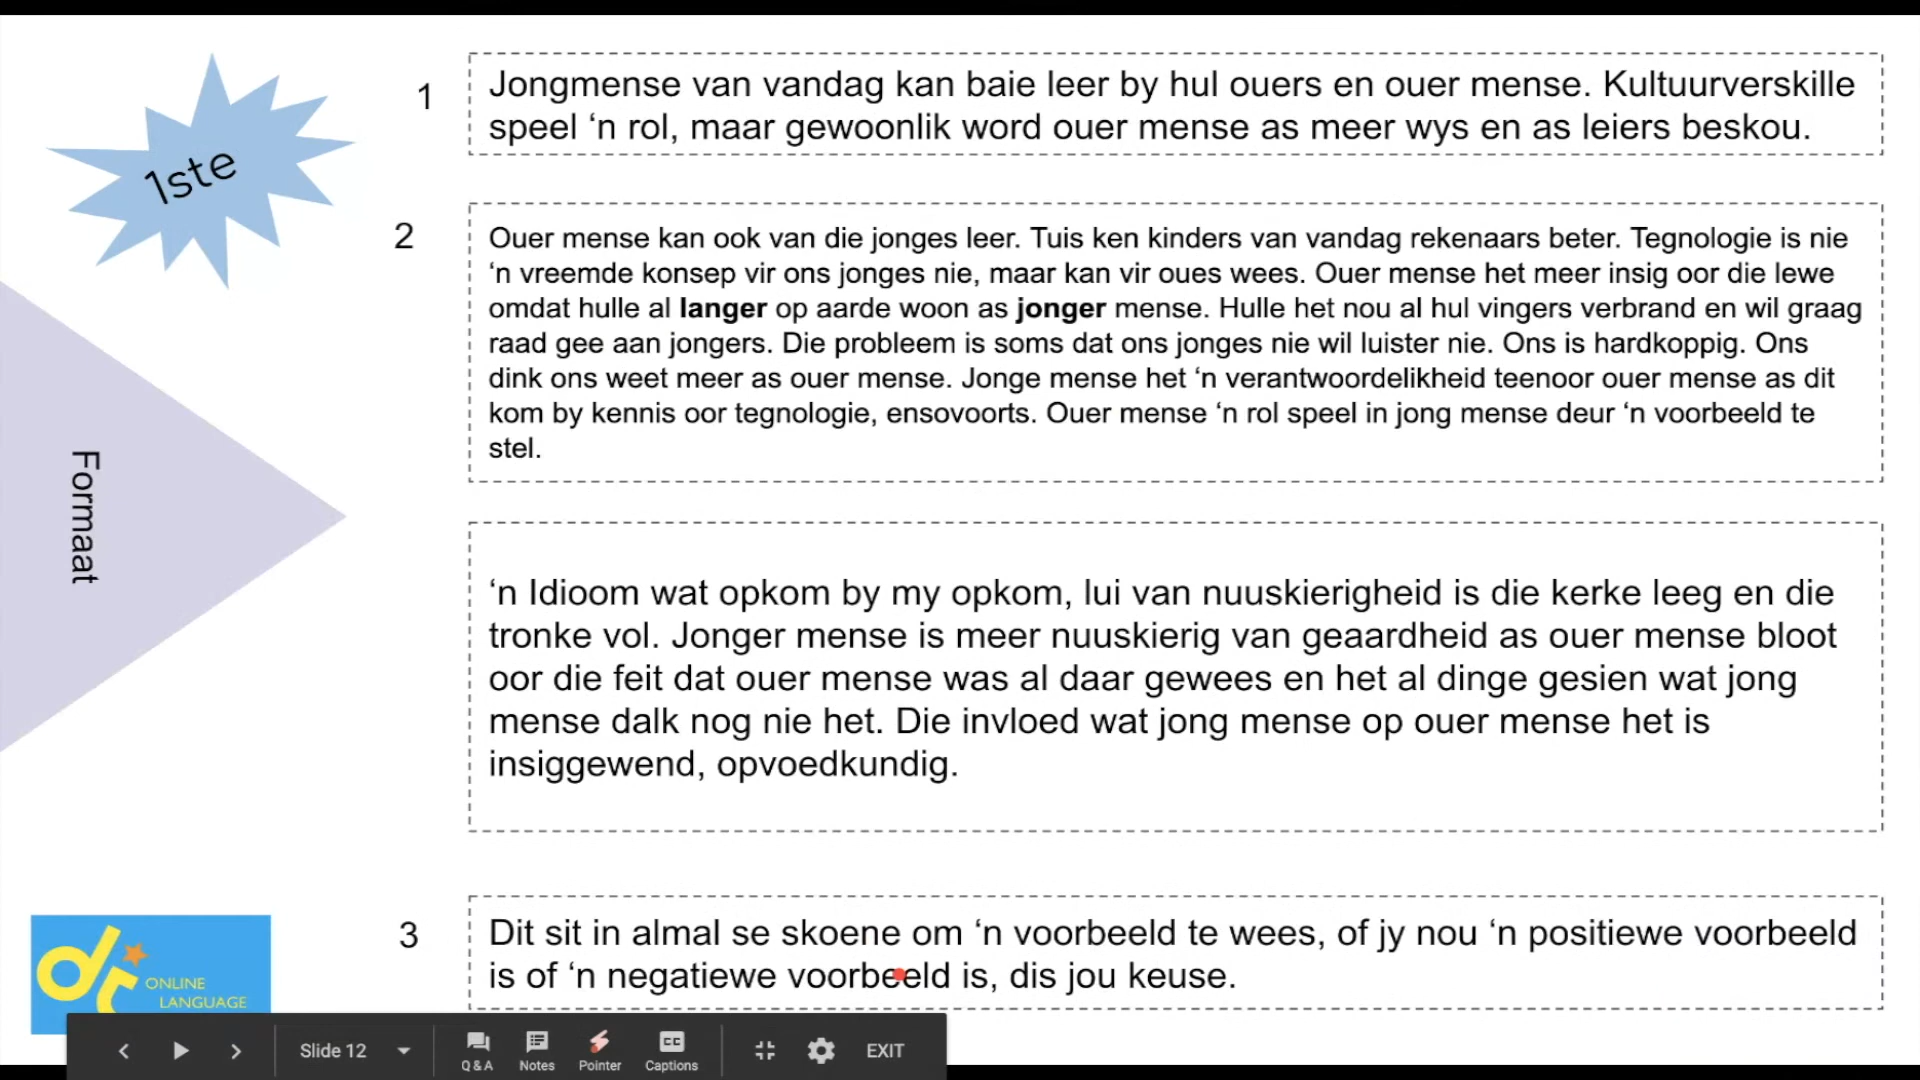 1ste
Formaat
1
Jongmense van vandag kan baie leer by hul ouers en ouer mense. Kultuurverskille
speel ‘n rol, maar gewoonlik word ouer mense as meer wys en as leiers beskou.
2
Ouer mense kan ook van die jonges leer. Tuis ken kinders van vandag rekenaars beter. Tegnologie is nie
‘n vreemde konsep vir ons jonges nie, maar kan vir oues wees. Ouer mense het meer insig oor die lewe
omdat hulle al langer op aarde woon as jonger mense. Hulle het nou al hul vingers verbrand en wil graag
raad gee aan jongers. Die probleem is soms dat ons jonges nie wil luister nie. Ons is hardkoppig. Ons
dink ons weet meer as ouer mense. Jonge mense het ‘n verantwoordelikheid teenoor ouer mense as dit
kom by kennis oor tegnologie, ensovoorts. Ouer mense ‘n rol speel in jong mense deur ‘n voorbeeld te
stel.
‘n Idioom wat opkom by my opkom, lui van nuuskierigheid is die kerke leeg en die
tronke vol. Jonger mense is meer nuuskierig van geaardheid as ouer mense bloot
oor die feit dat ouer mense was al daar gewees en het al dinge gesien wat jong
mense dalk nog nie het. Die invloed wat jong mense op ouer mense het is
insiggewend, opvoedkundig.
3
Dit sit in almal se skoene om ‘n voorbeeld te wees, of jy nou ‘n positiewe voorbeeld
is of ‘n negatiewe voorbeeld is, dis jou keuse.
dt ONLINE
LANGUAGE
Slide 12
Q & A
Notes
Pointer
CC
Captions
EXIT